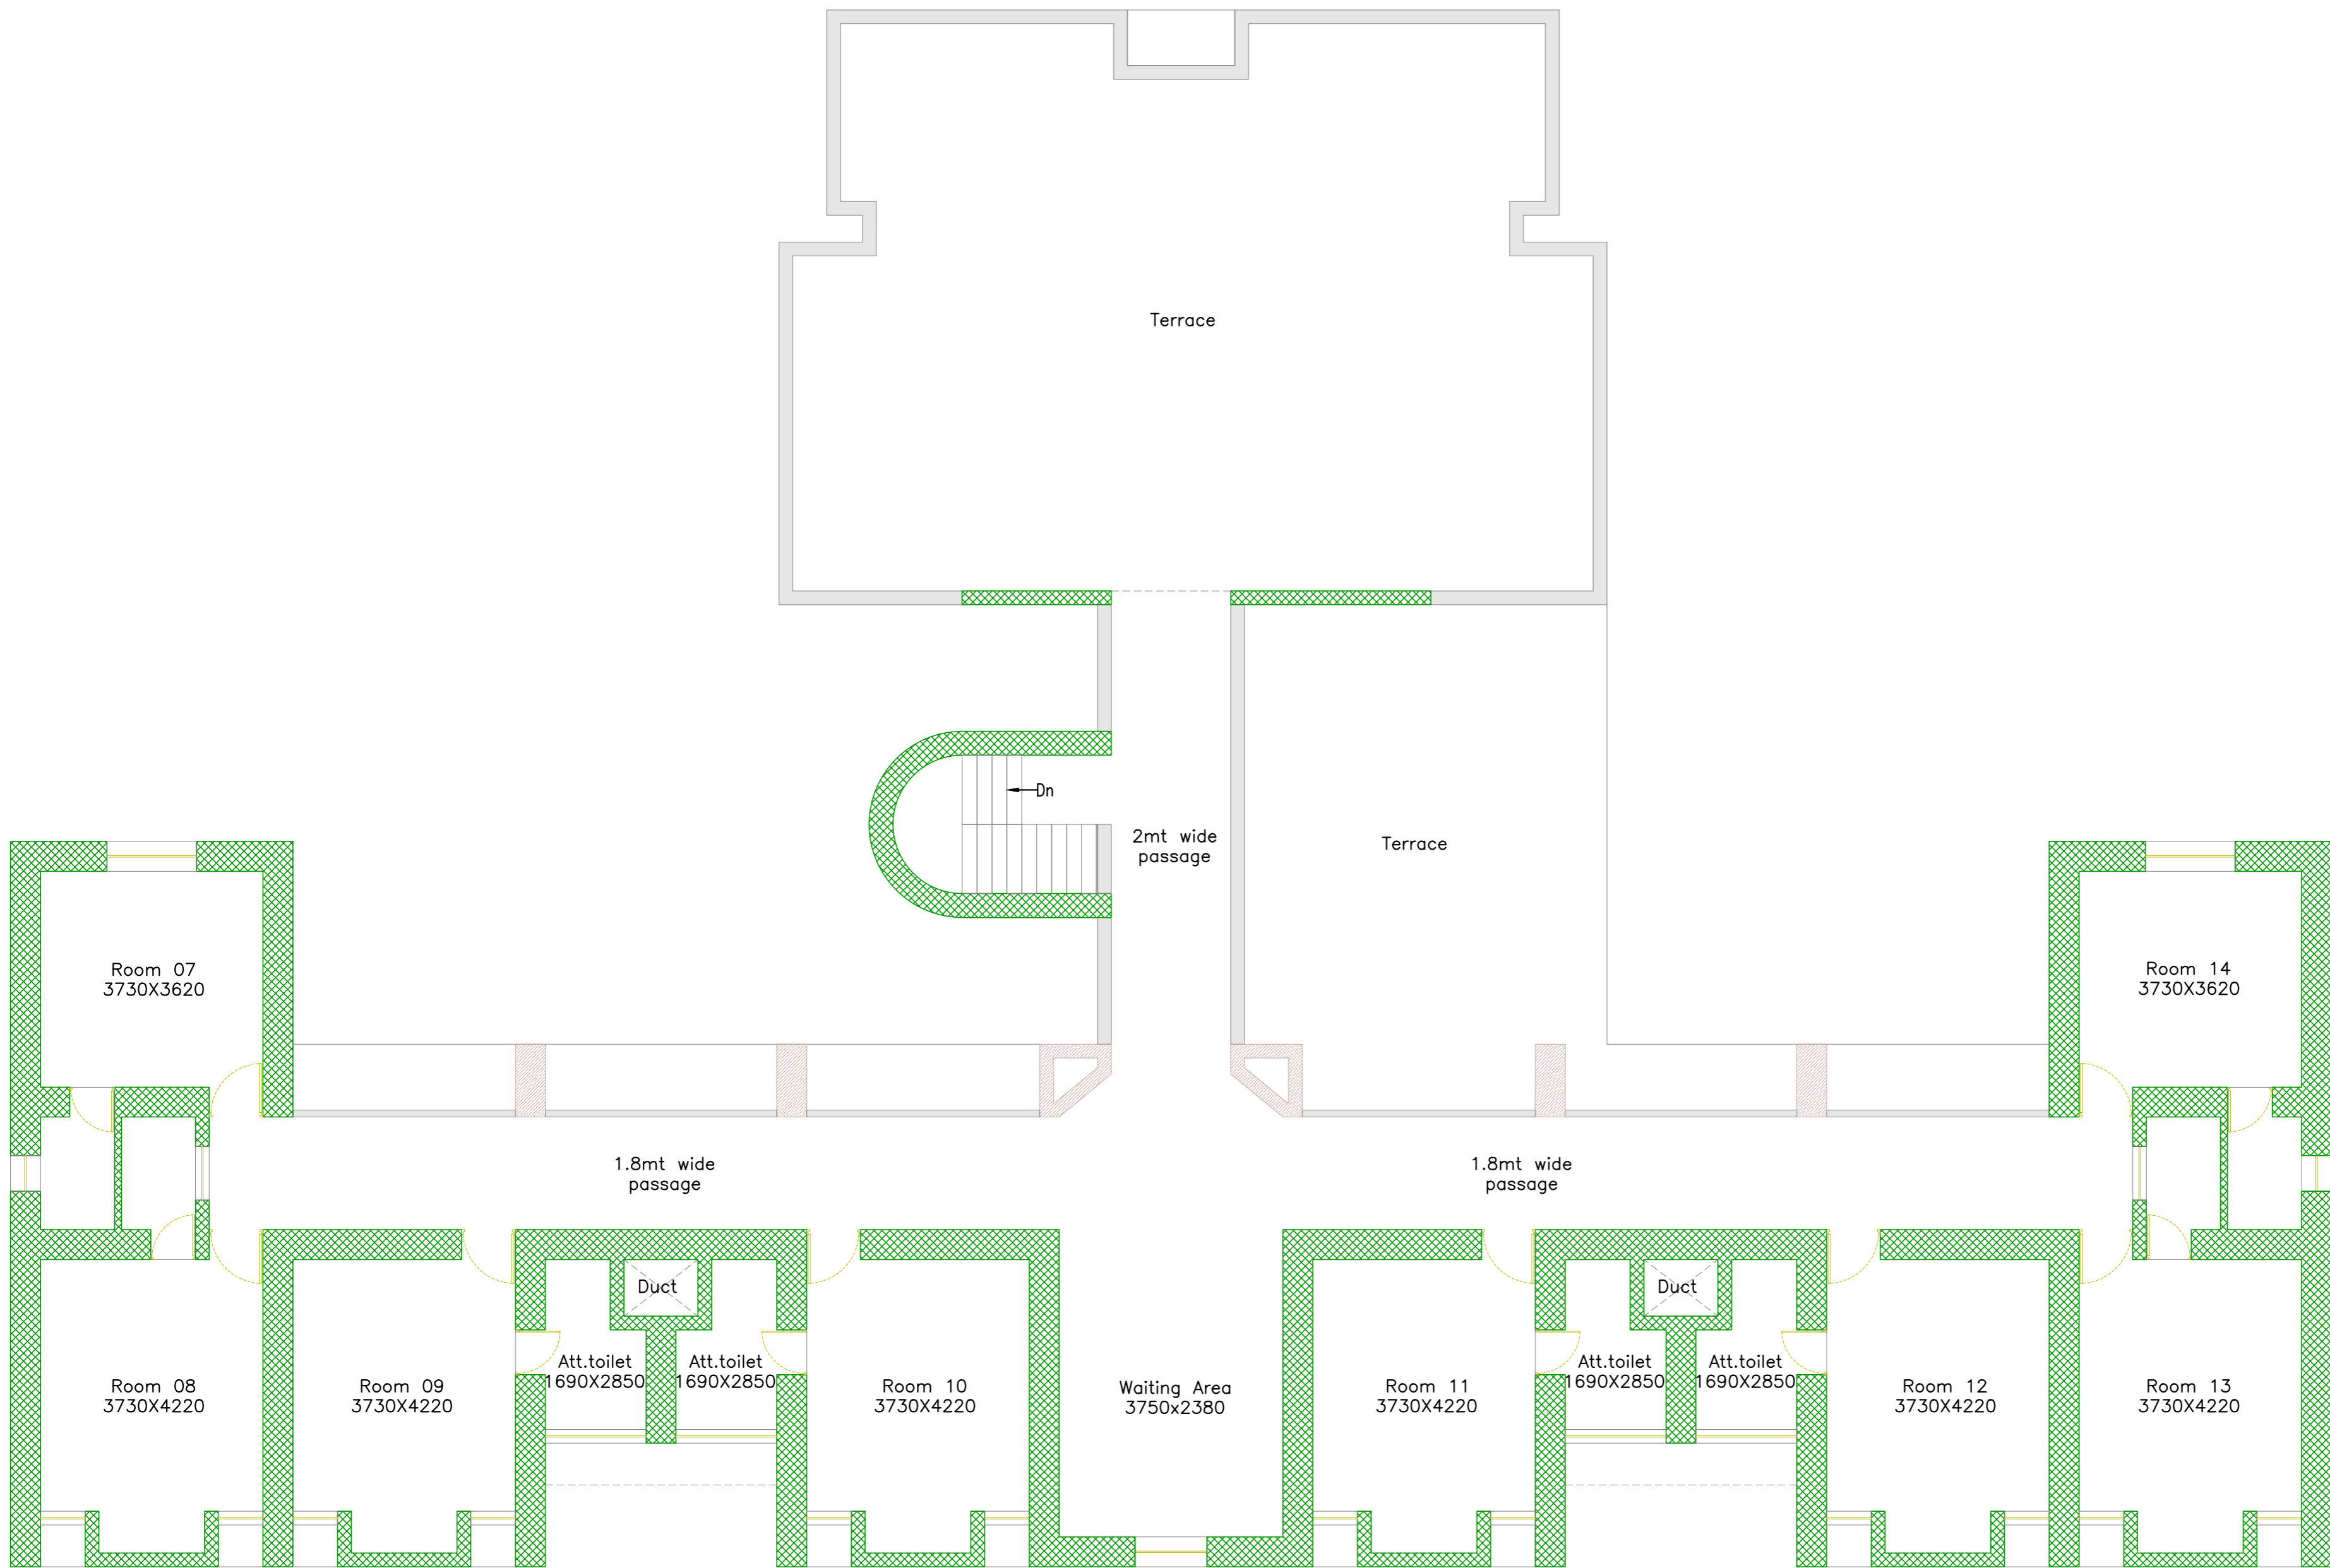 Terrace
Dn
2mt wide
passage
Terrace
Room 07
3730X3620
Room 14
3730X3620
1.8mt wide
passage
1.8mt wide
passage
Duct
Duct
Att.toilet
1690X2850
Att.toilet
1690X2850
Att.toilet
1690X2850
Att.toilet
1690X2850
Room 08
3730X4220
Room 09
3730X4220
Room 10
3730X4220
Waiting Area
3750x2380
Room 11
3730X4220
Room 12
3730X4220
Room 13
3730X4220